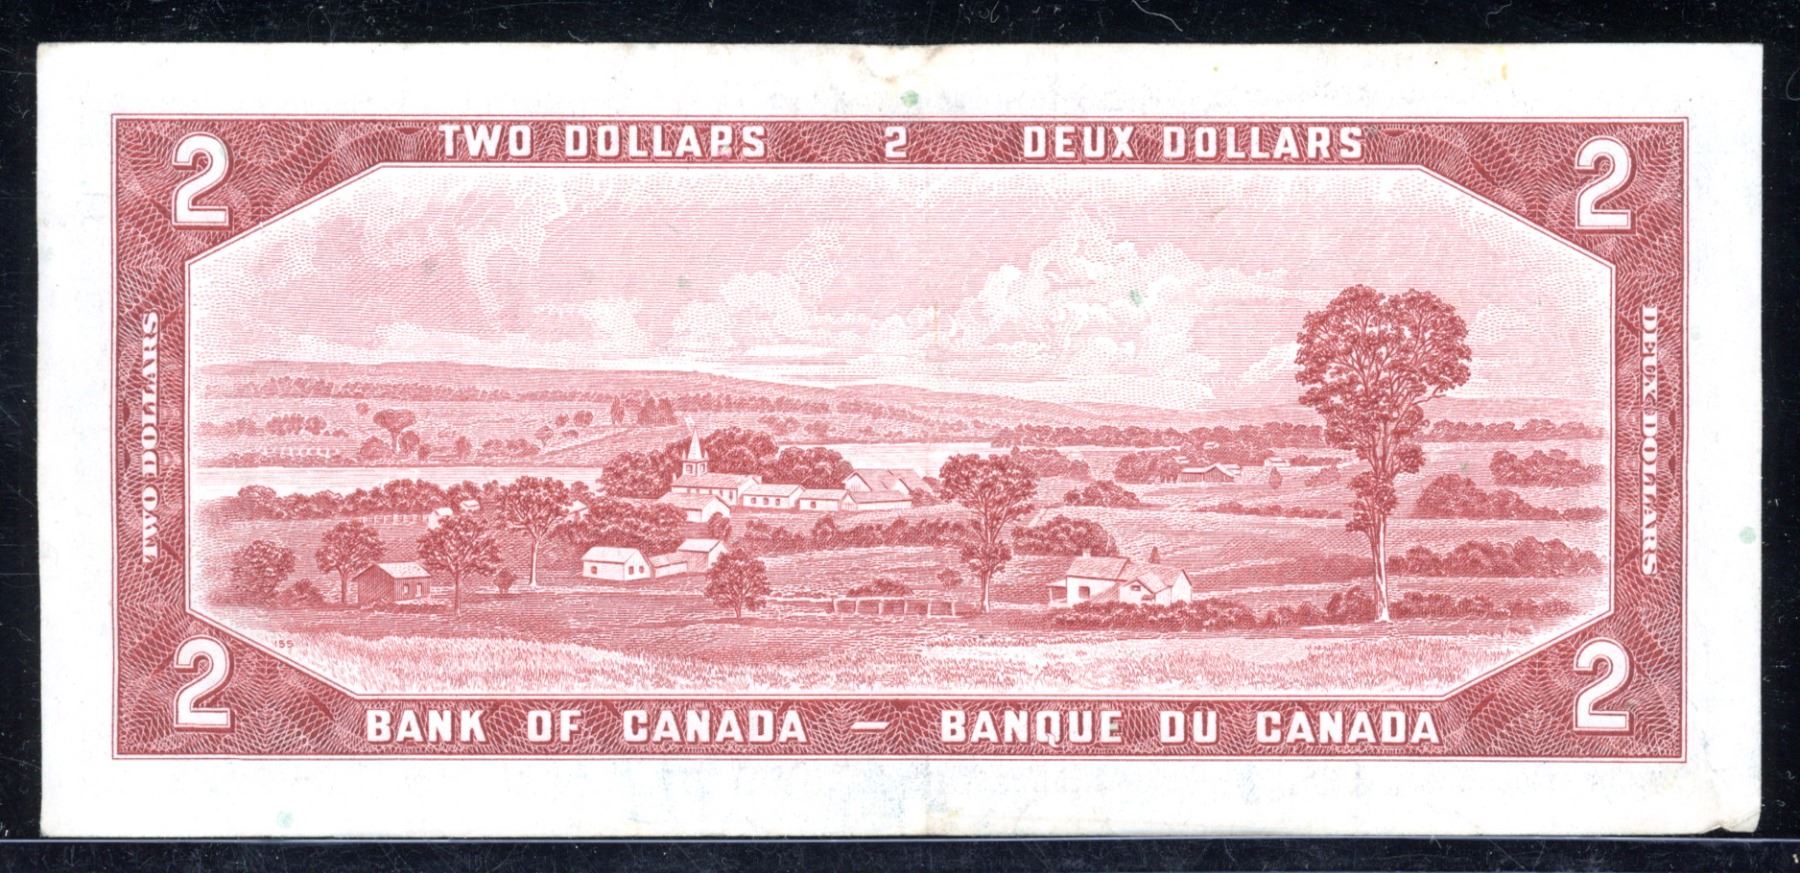 TWO DOLLARS 2 DEUX DOLLARS
2 2
TWO DOLLARS
DEUX DOLLARS
155
2 2
BANK OF CANADA — BANQUE DU CANADA